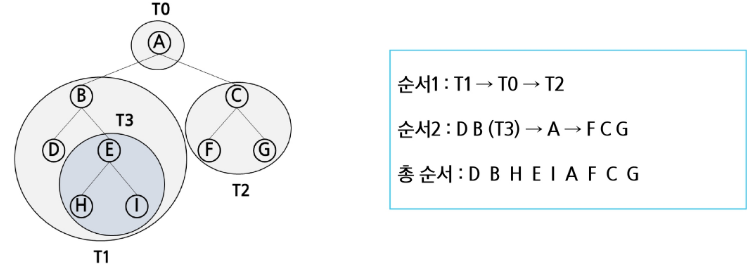 T0
A
B
C
T3
D
E
F
G
H
I
T2
T1
순서1 : T1 → T0 → T2
순서2 : D B (T3) → A → F C G
총 순서 : D B H E I A F C G